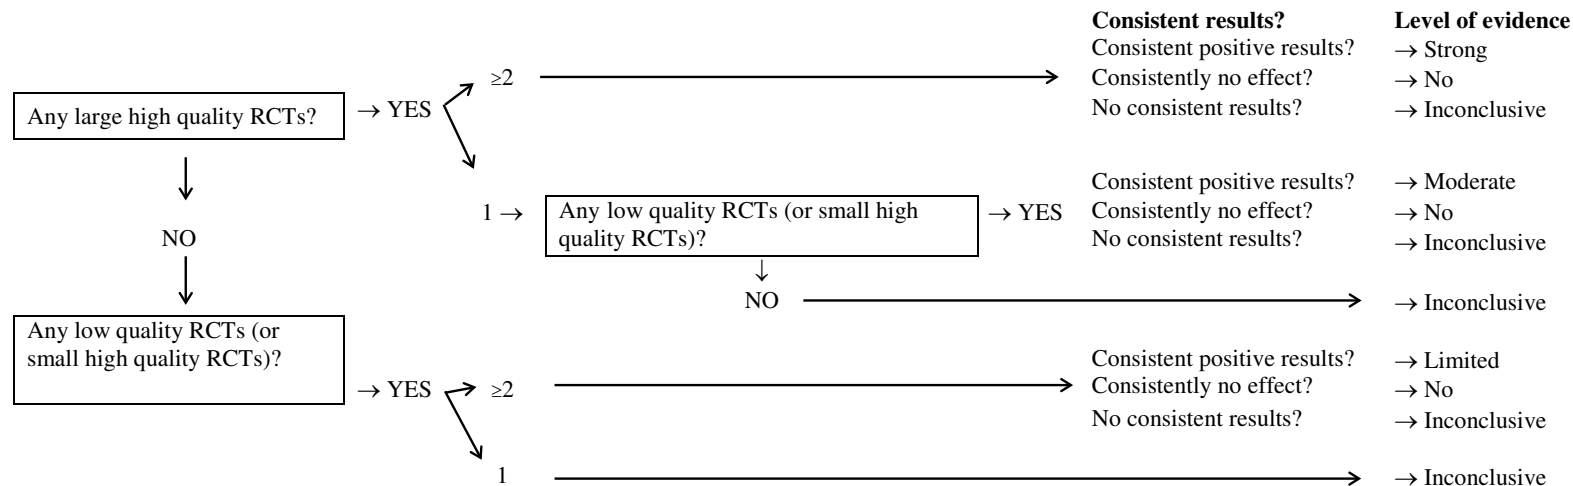 Consistent results? Level of evidence
Consistent positive results? → Strong
≥2 Consistently no effect? → No
Any large high quality RCTs? → YES No consistent results? → Inconclusive
Consistent positive results? → Moderate
1 → Any low quality RCTs (or small high → YES Consistently no effect? → No
quality RCTs)? No consistent results? → Inconclusive
NO
↓
NO → Inconclusive
Any low quality RCTs (or
small high quality RCTs)? Consistent positive results? → Limited
→ YES ≥2 Consistently no effect? → No
No consistent results? → Inconclusive
1 → Inconclusive